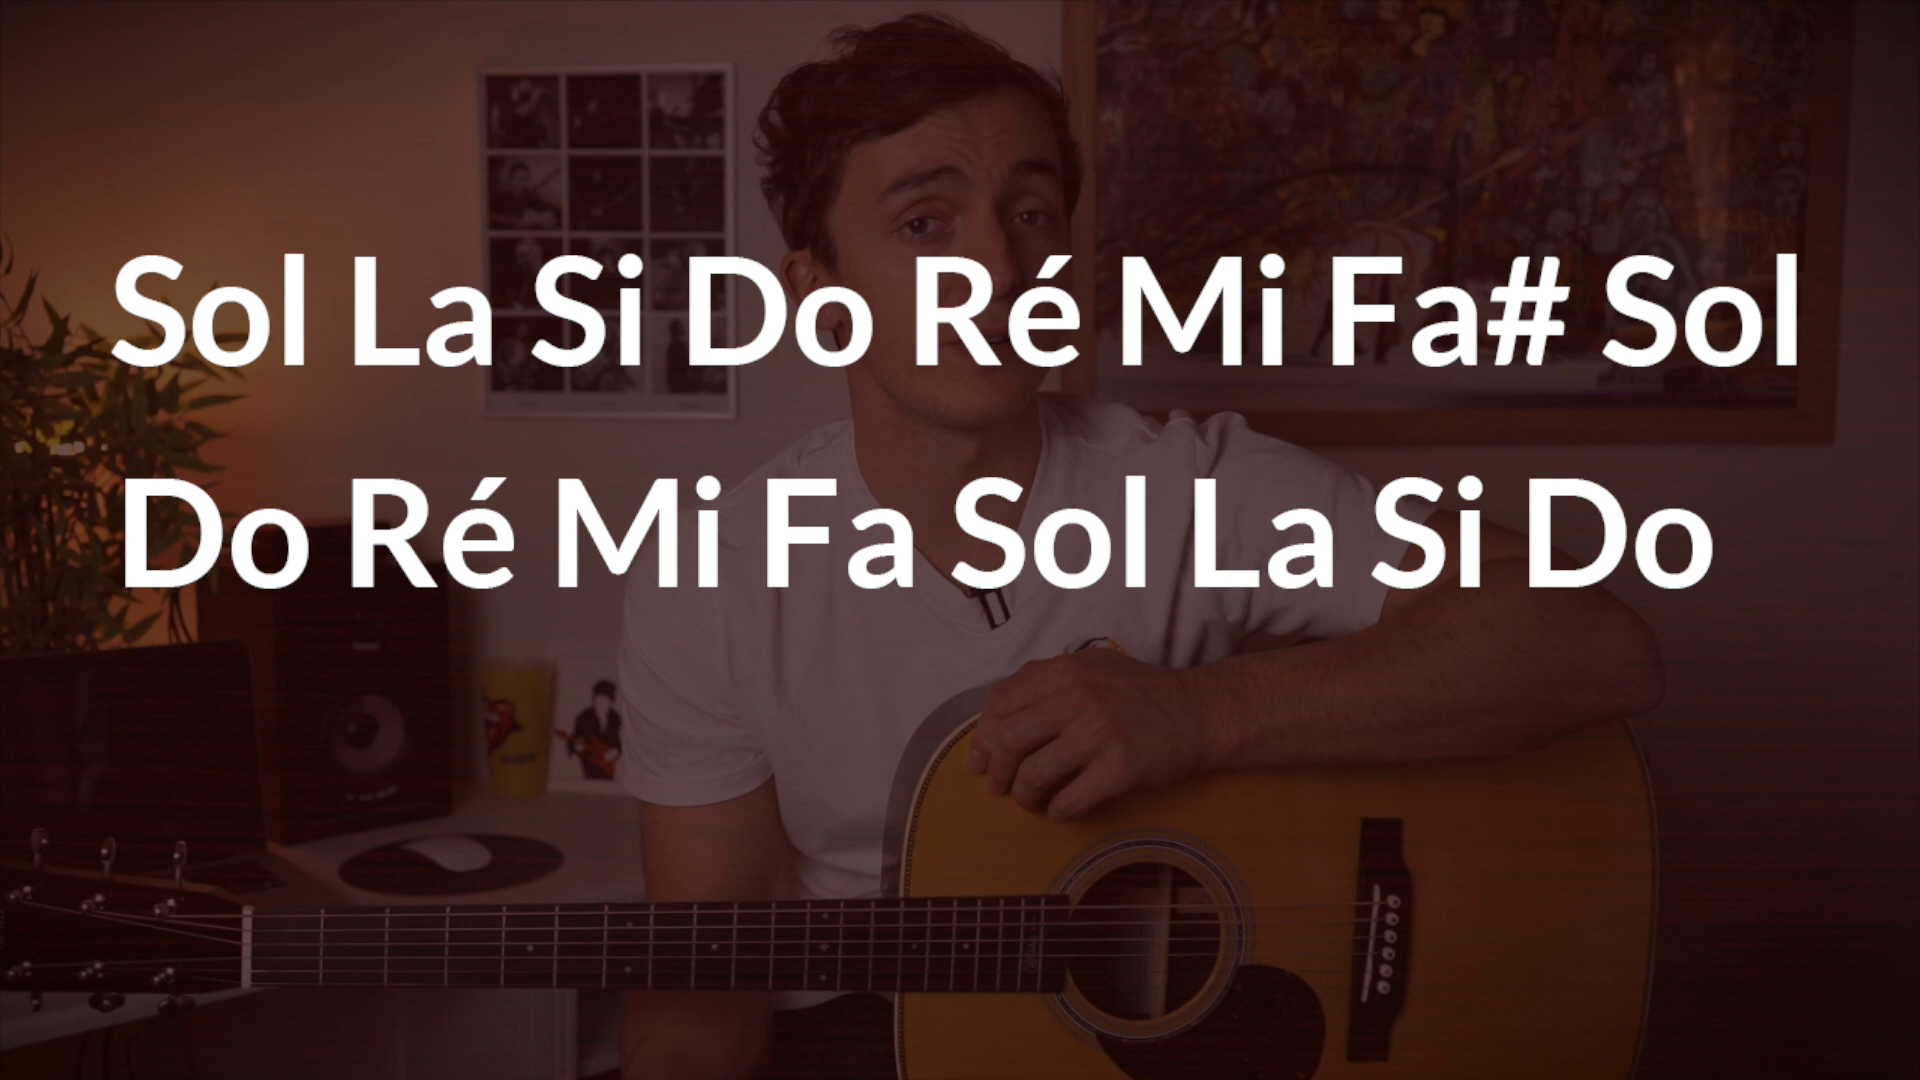 Sol La Si Do Ré Mi Fa# Sol
Do Ré Mi Fa Sol La Si Do